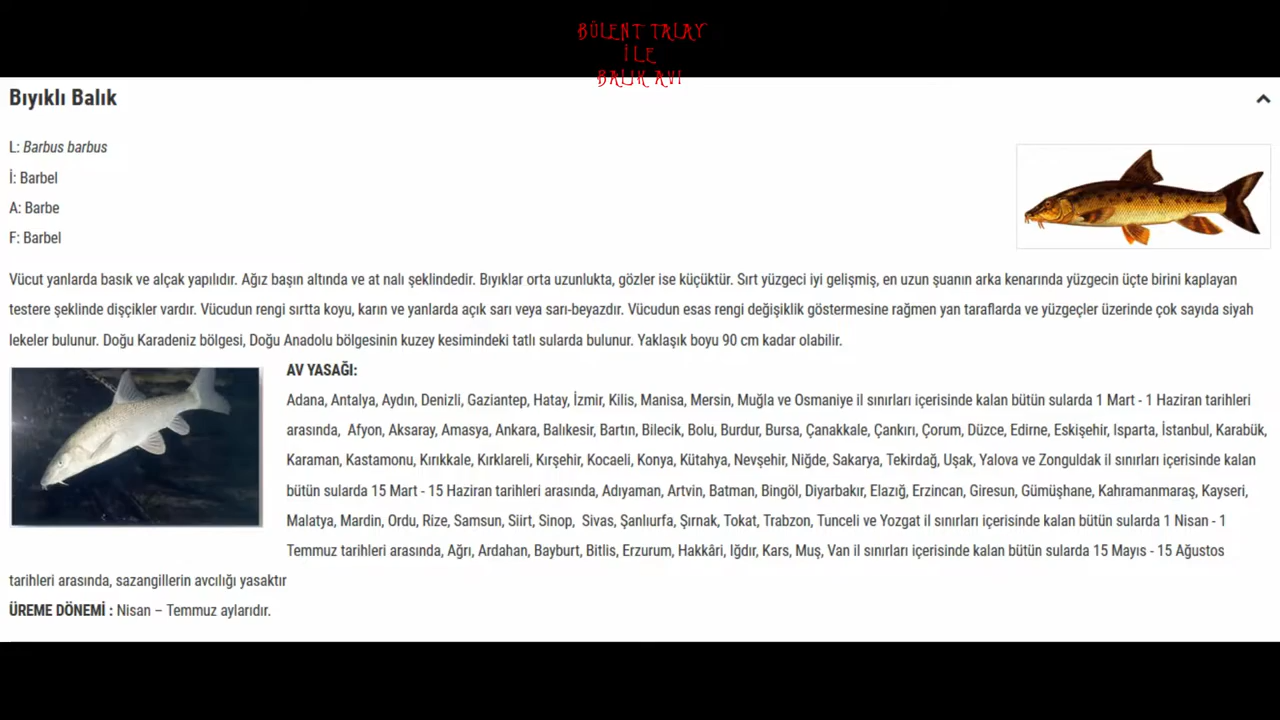 BÜLENT TALAY
İLE
BALIK AVI
Bıyıklı Balık
L: Barbus barbus
İ: Barbel
A: Barbe
F: Barbel
Vücut yanlarda basık ve alçak yapılıdır. Ağız başın altında ve at nalı şeklindedir. Bıyıklar orta uzunlukta, gözler ise küçüktür. Sırt yüzgeci iyi gelişmiş, en uzun şuanın arka kenarında yüzgecin üçte birini kaplayan
testere şeklinde dişçikler vardır. Vücudun rengi sırtta koyu, karın ve yanlarda açık sarı veya sarı-beyazdır. Vücudun esas rengi değişiklik göstermesine rağmen yan taraflarda ve yüzgeçler üzerinde çok sayıda siyah
lekeler bulunur. Doğu Karadeniz bölgesi, Doğu Anadolu bölgesinin kuzey kesimindeki tatlı sularda bulunur. Yaklaşık boyu 90 cm kadar olabilir.
AV YASAĞI:
Adana, Antalya, Aydın, Denizli, Gaziantep, Hatay, İzmir, Kilis, Manisa, Mersin, Muğla ve Osmaniye il sınırları içerisinde kalan bütün sularda 1 Mart - 1 Haziran tarihleri
arasında, Afyon, Aksaray, Amasya, Ankara, Balıkesir, Bartın, Bilecik, Bolu, Burdur, Bursa, Çanakkale, Çankırı, Çorum, Düzce, Edirne, Eskişehir, Isparta, İstanbul, Karabük,
Karaman, Kastamonu, Kırıkkale, Kırklareli, Kırşehir, Kocaeli, Konya, Kütahya, Nevşehir, Niğde, Sakarya, Tekirdağ, Uşak, Yalova ve Zonguldak il sınırları içerisinde kalan
bütün sularda 15 Mart - 15 Haziran tarihleri arasında, Adıyaman, Artvin, Batman, Bingöl, Diyarbakır, Elazığ, Erzincan, Giresun, Gümüşhane, Kahramanmaraş, Kayseri,
Malatya, Mardin, Ordu, Rize, Samsun, Siirt, Sinop, Sivas, Şanlıurfa, Şırnak, Tokat, Trabzon, Tunceli ve Yozgat il sınırları içerisinde kalan bütün sularda 1 Nisan - 1
Temmuz tarihleri arasında, Ağrı, Ardahan, Bayburt, Bitlis, Erzurum, Hakkâri, Iğdır, Kars, Muş, Van il sınırları içerisinde kalan bütün sularda 15 Mayıs - 15 Ağustos
tarihleri arasında, sazangillerin avcılığı yasaktır
ÜREME DÖNEMİ : Nisan – Temmuz aylarıdır.